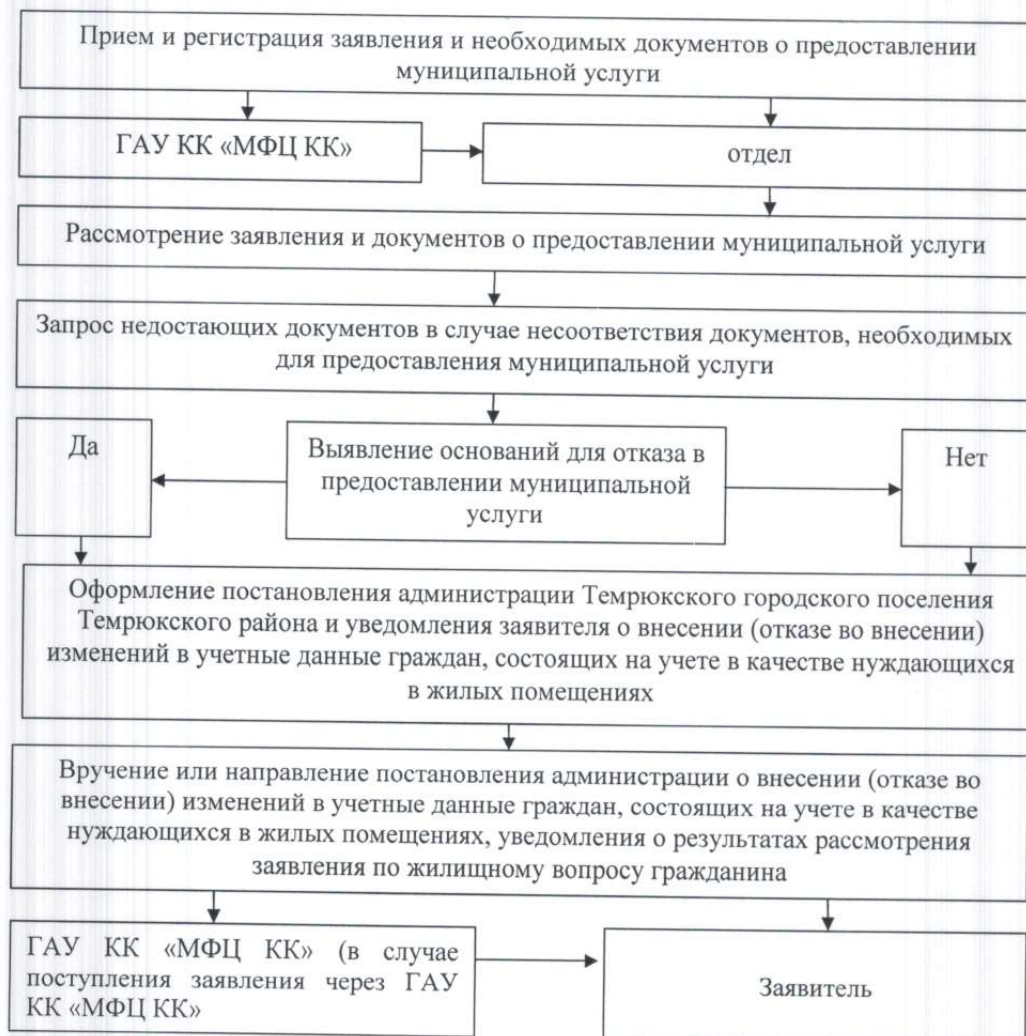 Прием и регистрация заявления и необходимых документов о предоставлении
муниципальной услуги
ГАУ КК «МФЦ КК»
отдел
Рассмотрение заявления и документов о предоставлении муниципальной услуги
Запрос недостающих документов в случае несоответствия документов, необходимых
для предоставления муниципальной услуги
Да
Выявление оснований для отказа в
предоставлении муниципальной
услуги
Нет
Оформление постановления администрации Темрюкского городского поселения
Темрюкского района и уведомления заявителя о внесении (отказе во внесении)
изменений в учетные данные граждан, состоящих на учете в качестве нуждающихся
в жилых помещениях
Вручение или направление постановления администрации о внесении (отказе во
внесении) изменений в учетные данные граждан, состоящих на учете в качестве
нуждающихся в жилых помещениях, уведомления о результатах рассмотрения
заявления по жилищному вопросу гражданина
ГАУ КК «МФЦ КК» (в случае
поступления заявления через ГАУ
КК «МФЦ КК»
Заявитель